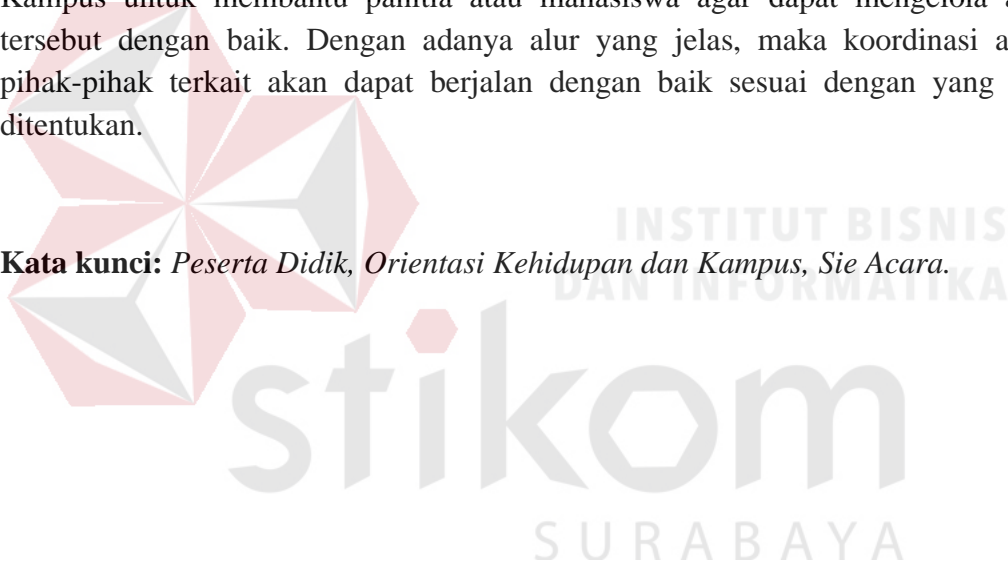 Kampus untuk membantu panitia atau mahasiswa agar dapat mengelola
tersebut dengan baik. Dengan adanya alur yang jelas, maka koordinasi
pihak-pihak terkait akan dapat berjalan dengan baik sesuai dengan yang
ditentukan.
Kata kunci: Peserta Didik, Orientasi Kehidupan dan Kampus, Sie Acara.
INSTITUT BISNIS
DAN INFORMATIKA
stikom
SURABAYA